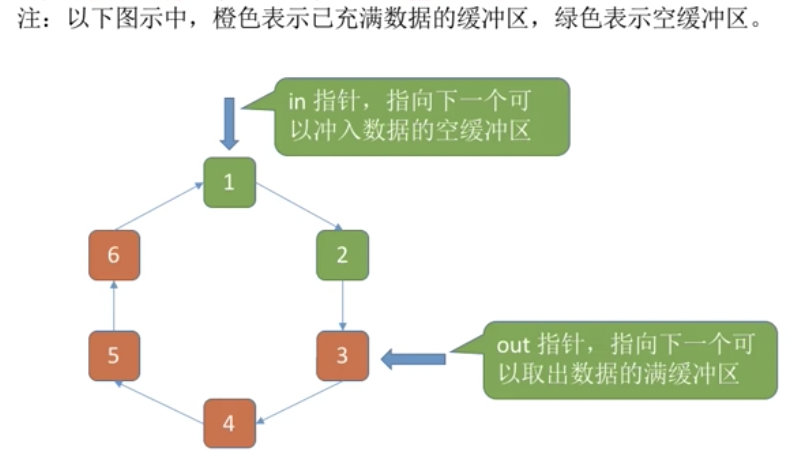 注：以下图示中，橙色表示已充满数据的缓冲区，绿色表示空缓冲区。
in 指针，指向下一个可
以冲入数据的空缓冲区
1
6
2
5
3
out 指针，指向下一个可
以取出数据的满缓冲区
4